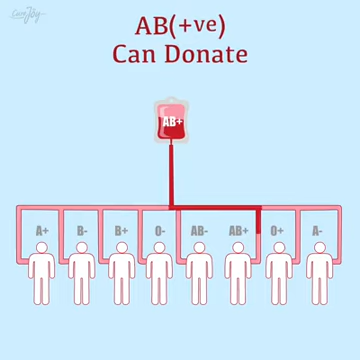 AB(+ve)
Can Donate
AB+
A+ B- B+ O- AB- AB+ O+ A-